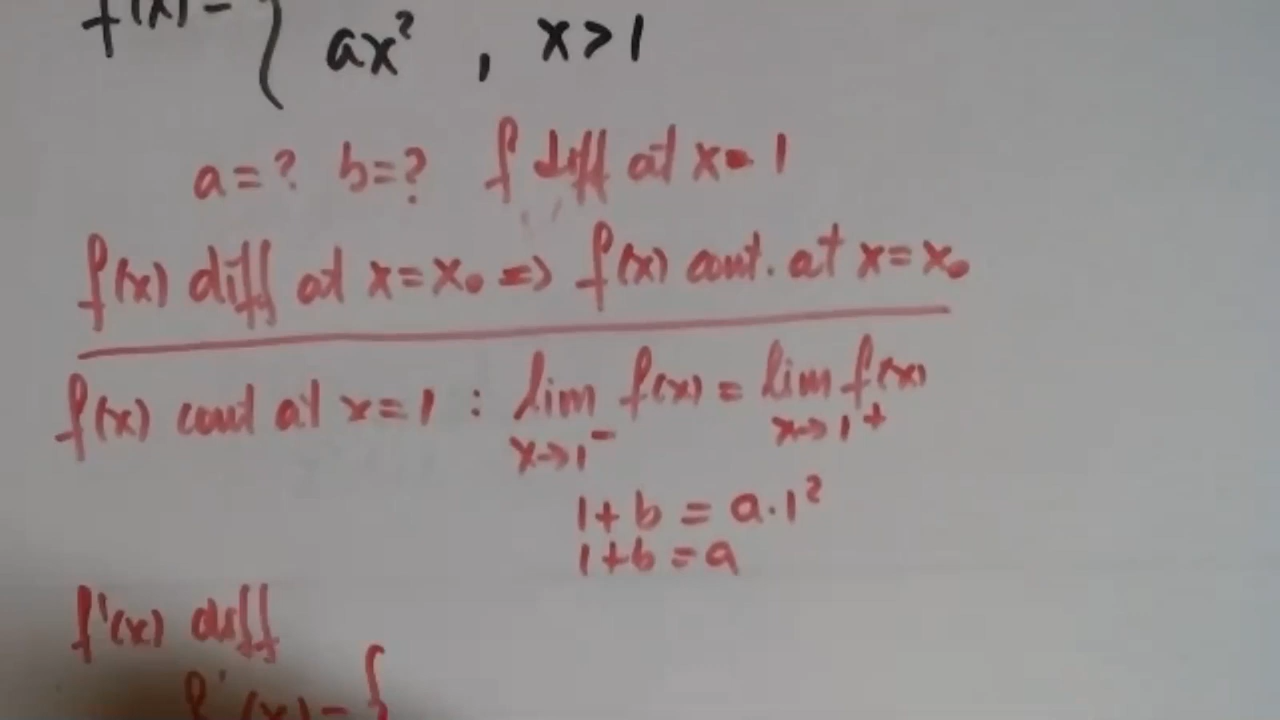 f(x) = { ax², x > 1
a = ? b = ? f diff at x = 1
f(x) diff at x = x₀ => f(x) cont. at x = x₀
f(x) cont at x = 1 : lim x→1⁻ f(x) = lim x→1⁺ f(x)
1 + b = a · 1²
1 + b = a
f'(x) diff
f'(x) = {